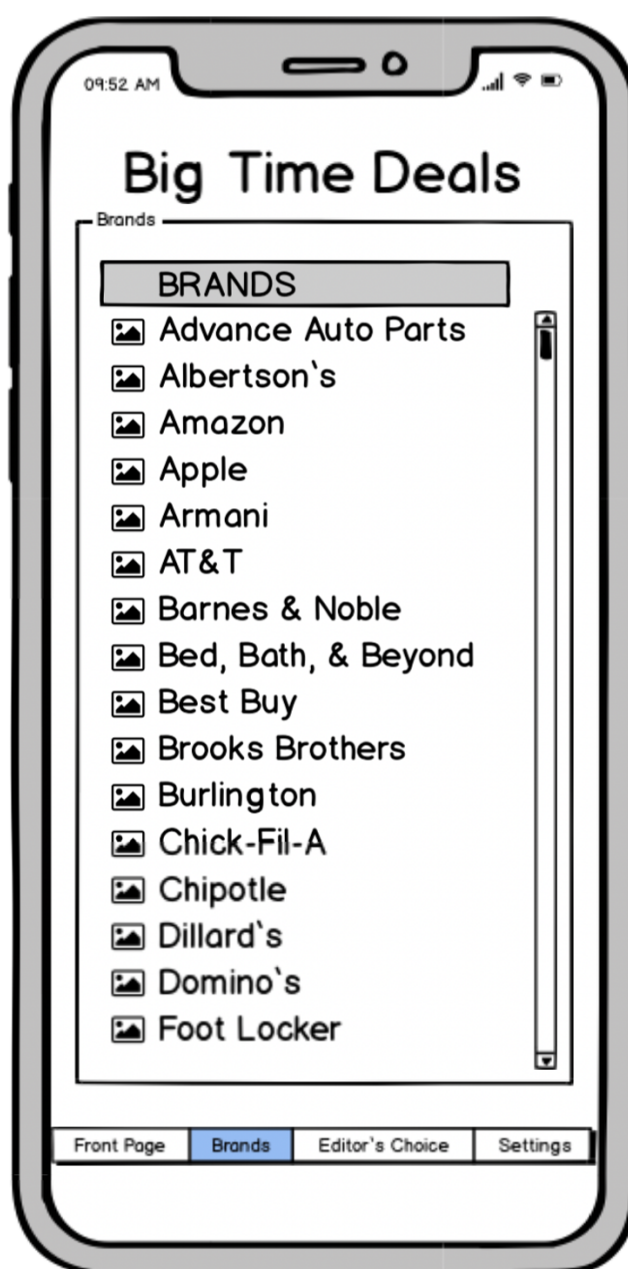 09:52 AM
Big Time Deals
Brands
BRANDS
Advance Auto Parts
Albertson`s
Amazon
Apple
Armani
AT&T
Barnes & Noble
Bed, Bath, & Beyond
Best Buy
Brooks Brothers
Burlington
Chick-Fil-A
Chipotle
Dillard`s
Domino`s
Foot Locker
Front Page Brands Editor`s Choice Settings